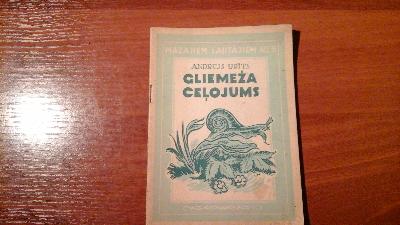 MAZAJIEM LASĪTĀJIEM
ANDREJS UPĪTS
GLIEMEŽA
CEĻOJUMS